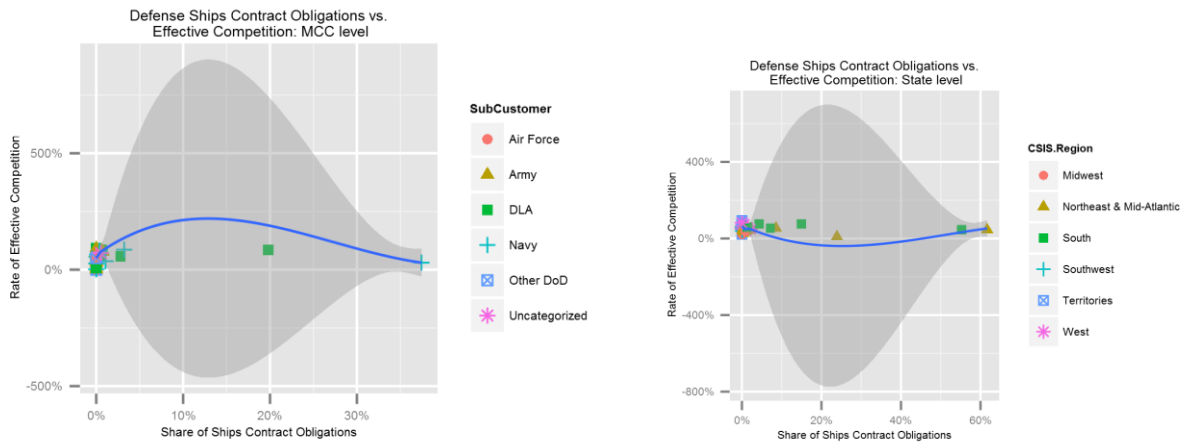 Defense Ships Contract Obligations vs.
Effective Competition: MCC level
Rate of Effective Competition
500%
0%
-500%
0%
10%
20%
30%
Share of Ships Contract Obligations
SubCustomer
Air Force
Army
DLA
Navy
Other DoD
Uncategorized
Defense Ships Contract Obligations vs.
Effective Competition: State level
Rate of Effective Competition
400%
0%
-400%
-800%
0%
20%
40%
60%
Share of Ships Contract Obligations
CSIS.Region
Midwest
Northeast & Mid-Atlantic
South
Southwest
Territories
West